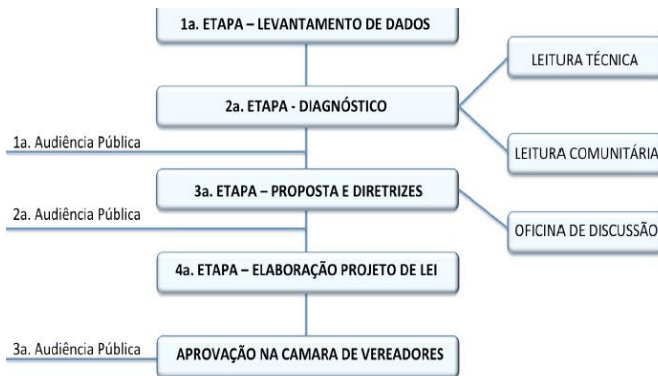 1a. ETAPA – LEVANTAMENTO DE DADOS
LEITURA TÉCNICA
2a. ETAPA - DIAGNÓSTICO
1a. Audiência Pública
LEITURA COMUNITÁRIA
3a. ETAPA – PROPOSTA E DIRETRIZES
2a. Audiência Pública
OFICINA DE DISCUSSÃO
4a. ETAPA – ELABORAÇÃO PROJETO DE LEI
3a. Audiência Pública
APROVAÇÃO NA CAMARA DE VEREADORES